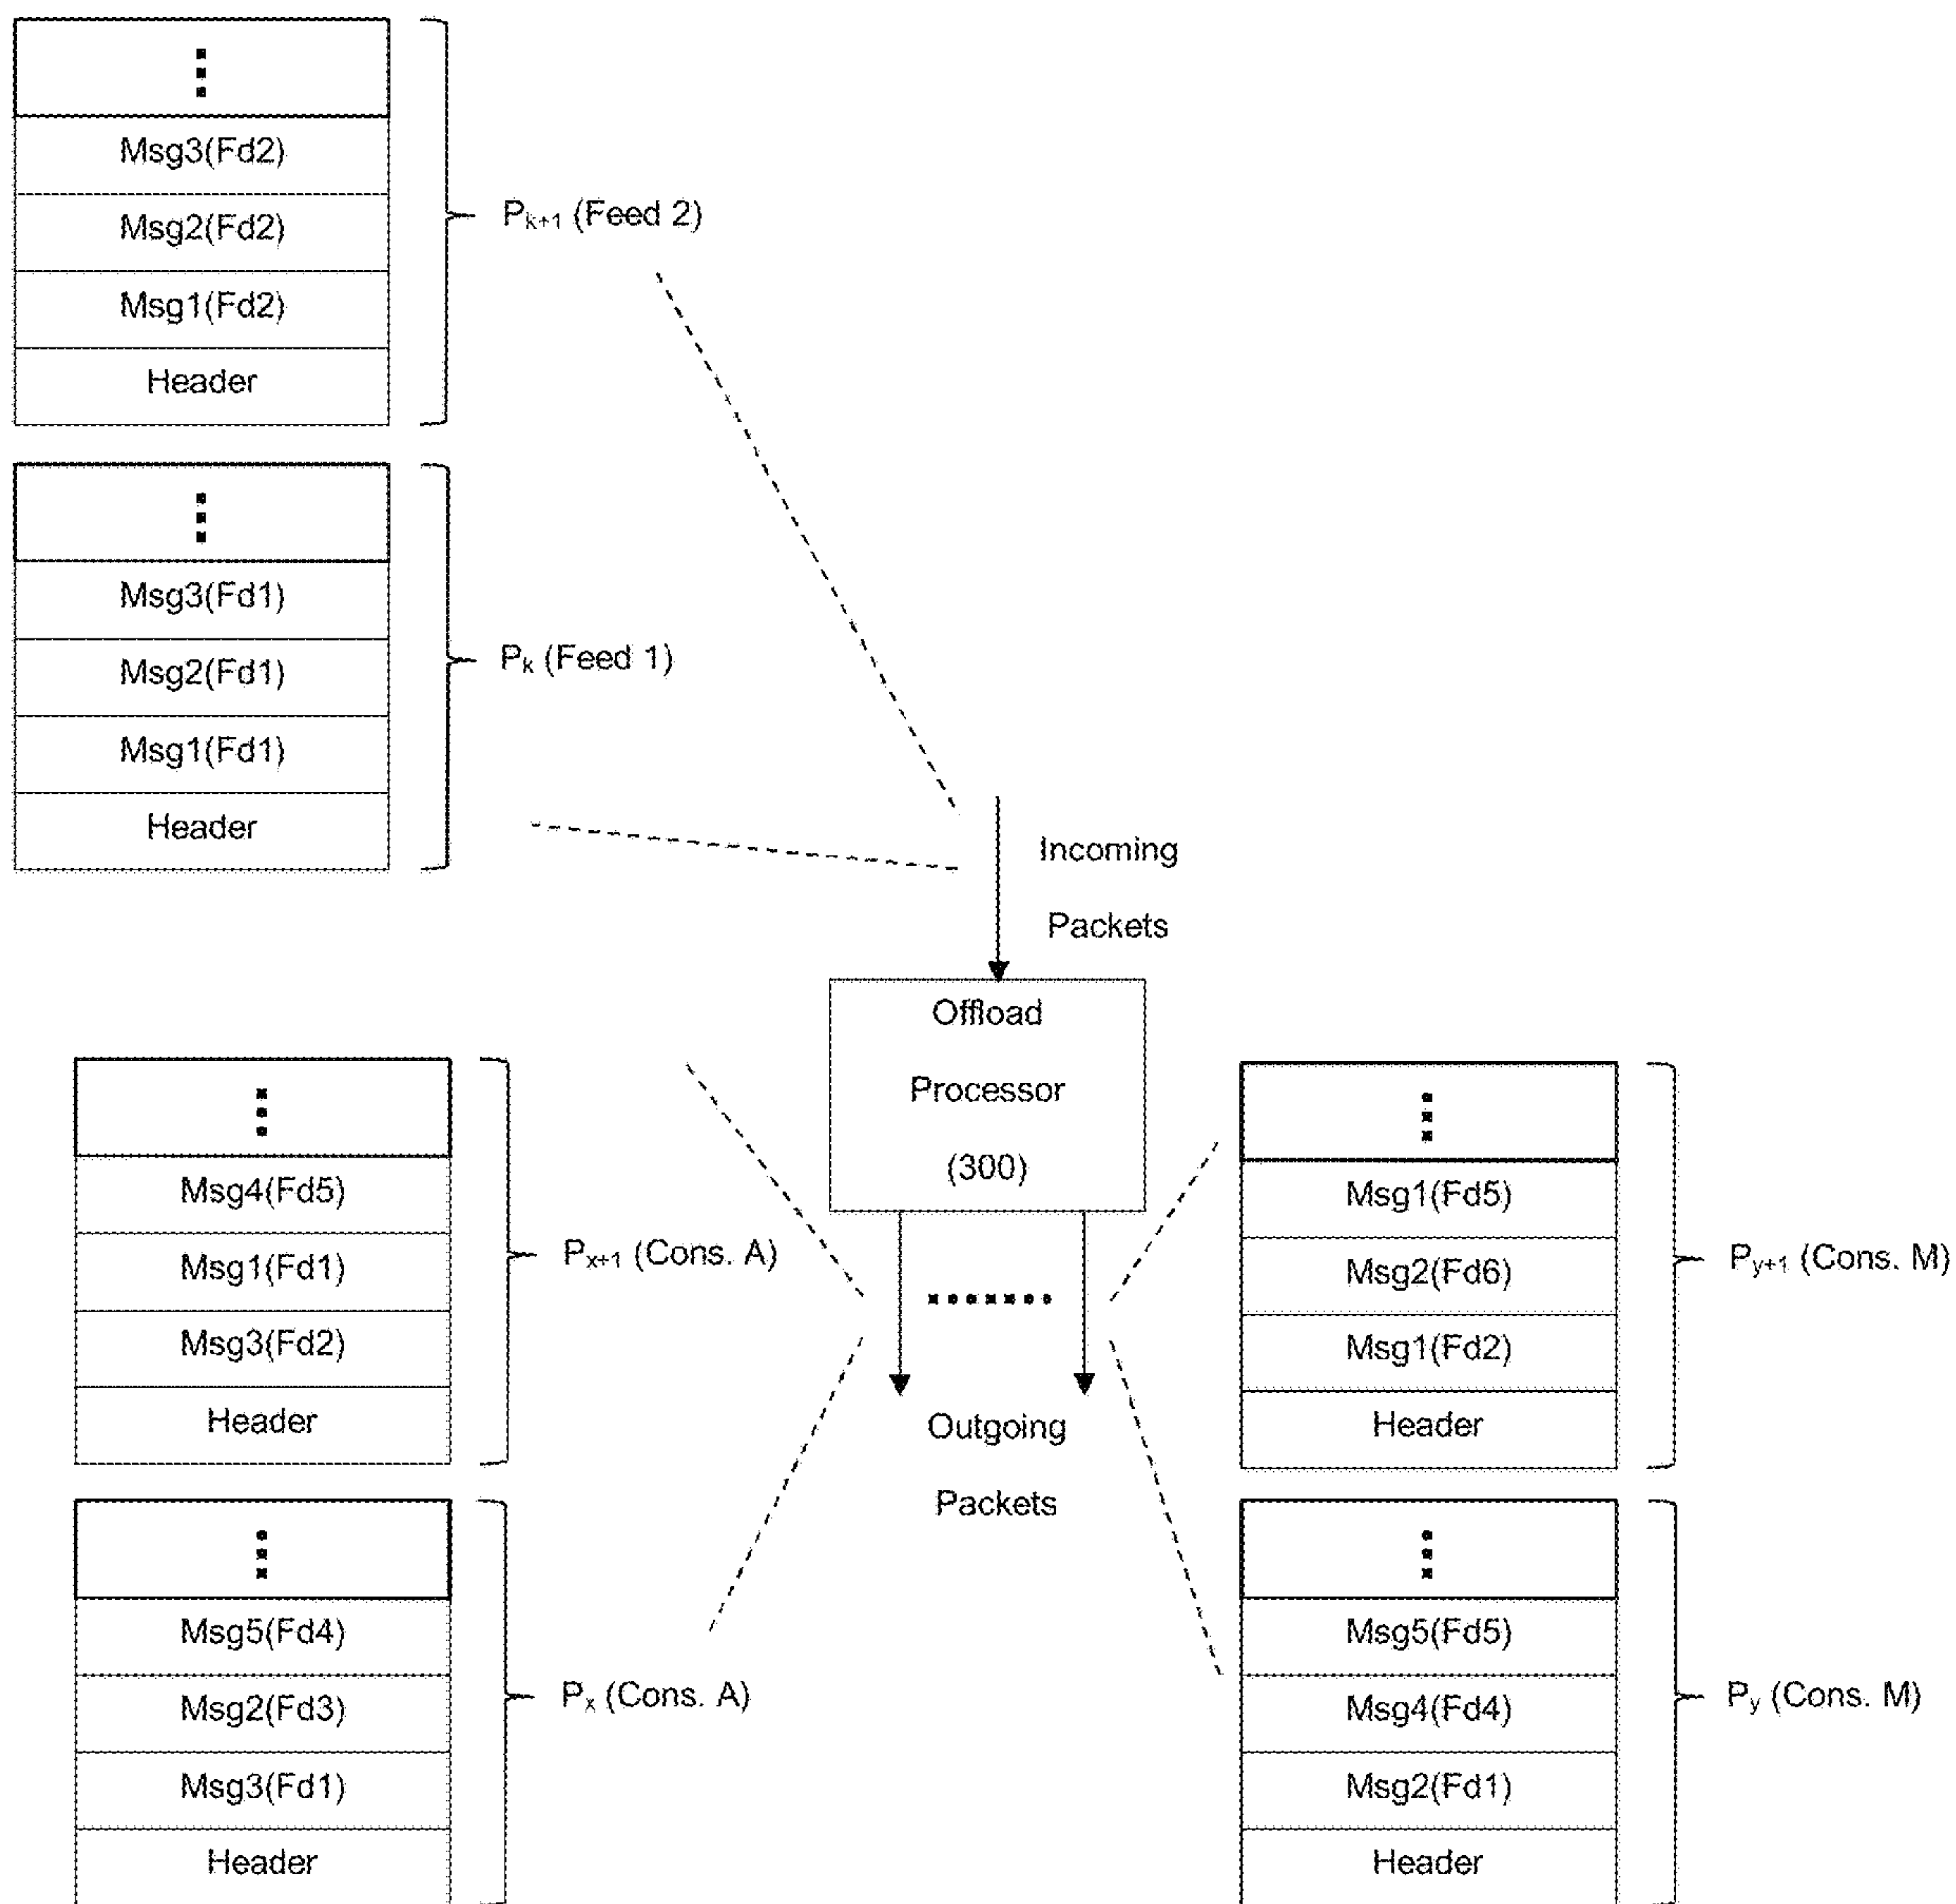 Msg3(Fd2)
Msg2(Fd2)
Msg1(Fd2)
Header
Pk+1 (Feed 2)
Msg3(Fd1)
Msg2(Fd1)
Msg1(Fd1)
Header
Pk (Feed 1)
Incoming
Packets
Offload
Processor
(300)
Msg4(Fd5)
Msg1(Fd1)
Msg3(Fd2)
Header
Px+1 (Cons. A)
Msg5(Fd4)
Msg2(Fd3)
Msg3(Fd1)
Header
Px (Cons. A)
Outgoing
Packets
Msg1(Fd5)
Msg2(Fd6)
Msg1(Fd2)
Header
Py+1 (Cons. M)
Msg5(Fd5)
Msg4(Fd4)
Msg2(Fd1)
Header
Py (Cons. M)